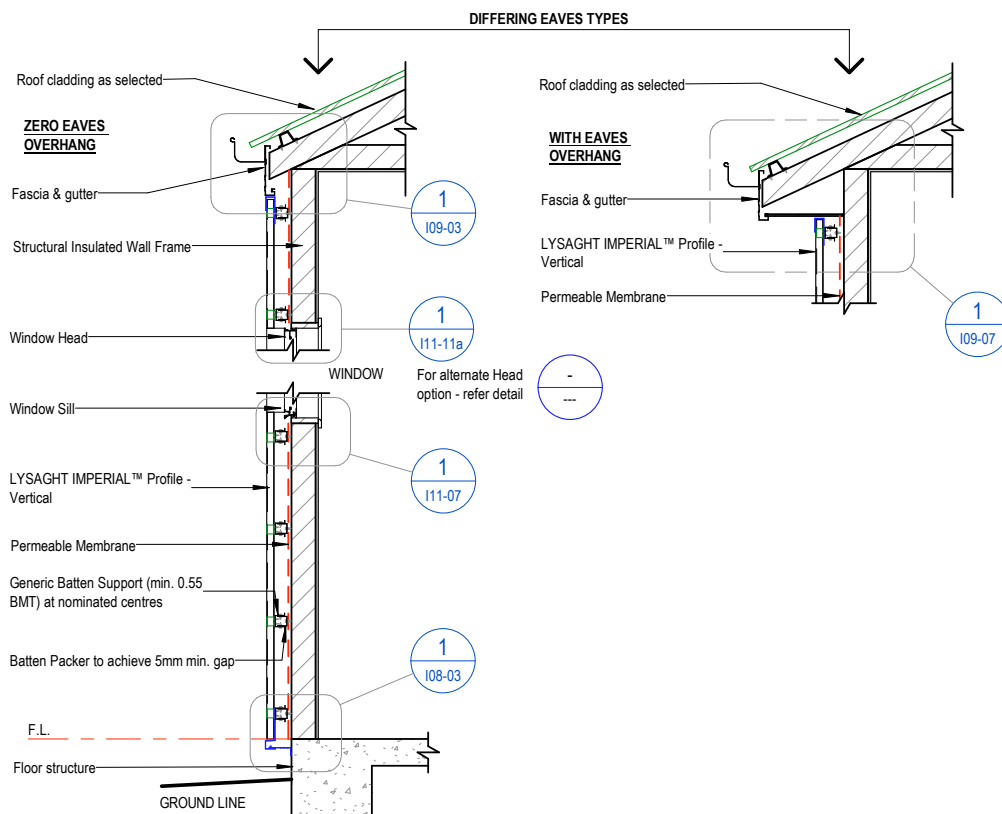 DIFFERING EAVES TYPES
Roof cladding as selected
ZERO EAVES
OVERHANG
Fascia & gutter
1
I09-03
Structural Insulated Wall Frame
Window Head
1
I11-11a
WINDOW
For alternate Head
option - refer detail
-
---
Window Sill
1
I11-07
LYSAGHT IMPERIAL™ Profile -
Vertical
Permeable Membrane
Generic Batten Support (min. 0.55
BMT) at nominated centres
Batten Packer to achieve 5mm min. gap
1
I08-03
F.L.
Floor structure
GROUND LINE
Roof cladding as selected
WITH EAVES
OVERHANG
Fascia & gutter
LYSAGHT IMPERIAL™ Profile -
Vertical
Permeable Membrane
1
I09-07